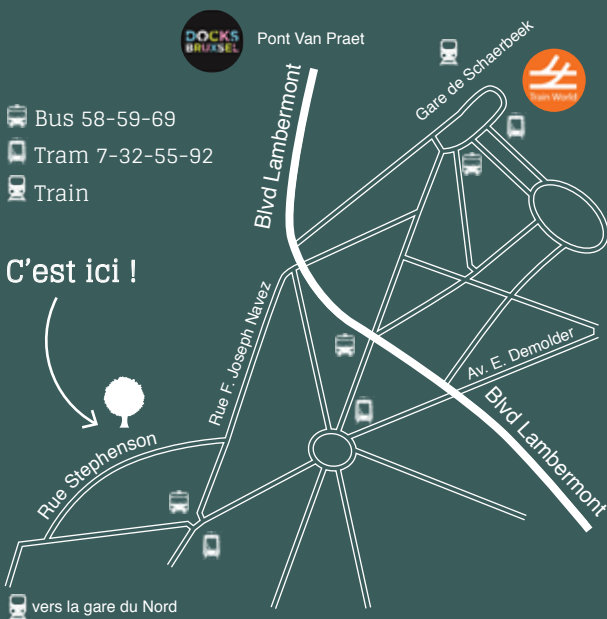 DOCKS
BRUXSEL
Pont Van Praet
Gare de Schaerbeek
Train World
Bus 58-59-69
Tram 7-32-55-92
Train
Blvd Lambermont
C'est ici !
Rue F. Joseph Navez
Av. E. Demolder
Blvd Lambermont
Rue Stephenson
vers la gare du Nord